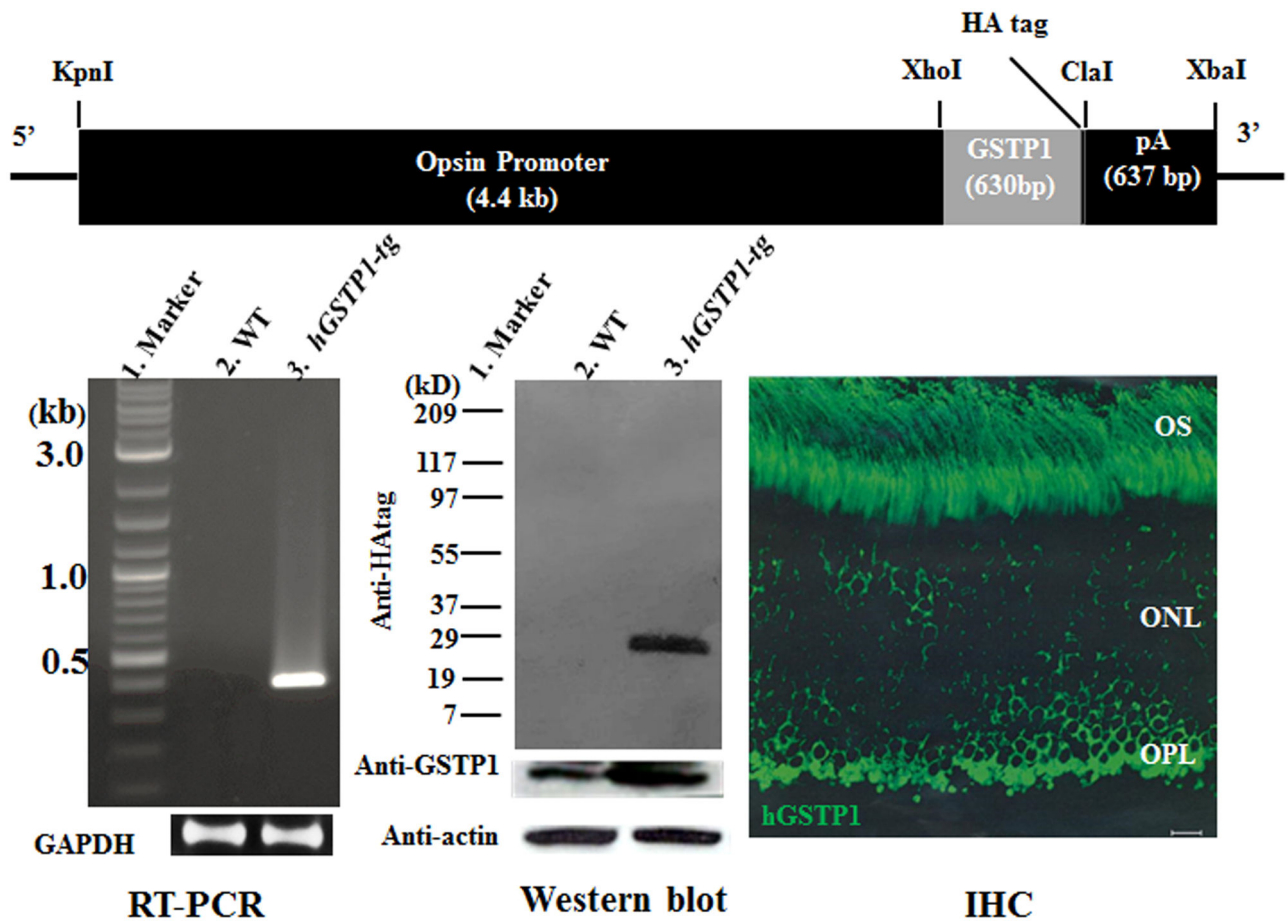 HA tag
KpnI
XhoI
ClaI
XbaI
5’
3’
Opsin Promoter
(4.4 kb)
GSTP1
(630bp)
pA
(637 bp)
1. Marker
2. WT
3. hGSTP1-tg
(kb)
3.0
1.0
0.5
GAPDH
RT-PCR
1. Marker
2. WT
3. hGSTP1-tg
(kD)
209
117
97
55
37
29
19
7
Anti-HAtag
Anti-GSTP1
Anti-actin
Western blot
OS
ONL
OPL
hGSTP1
IHC